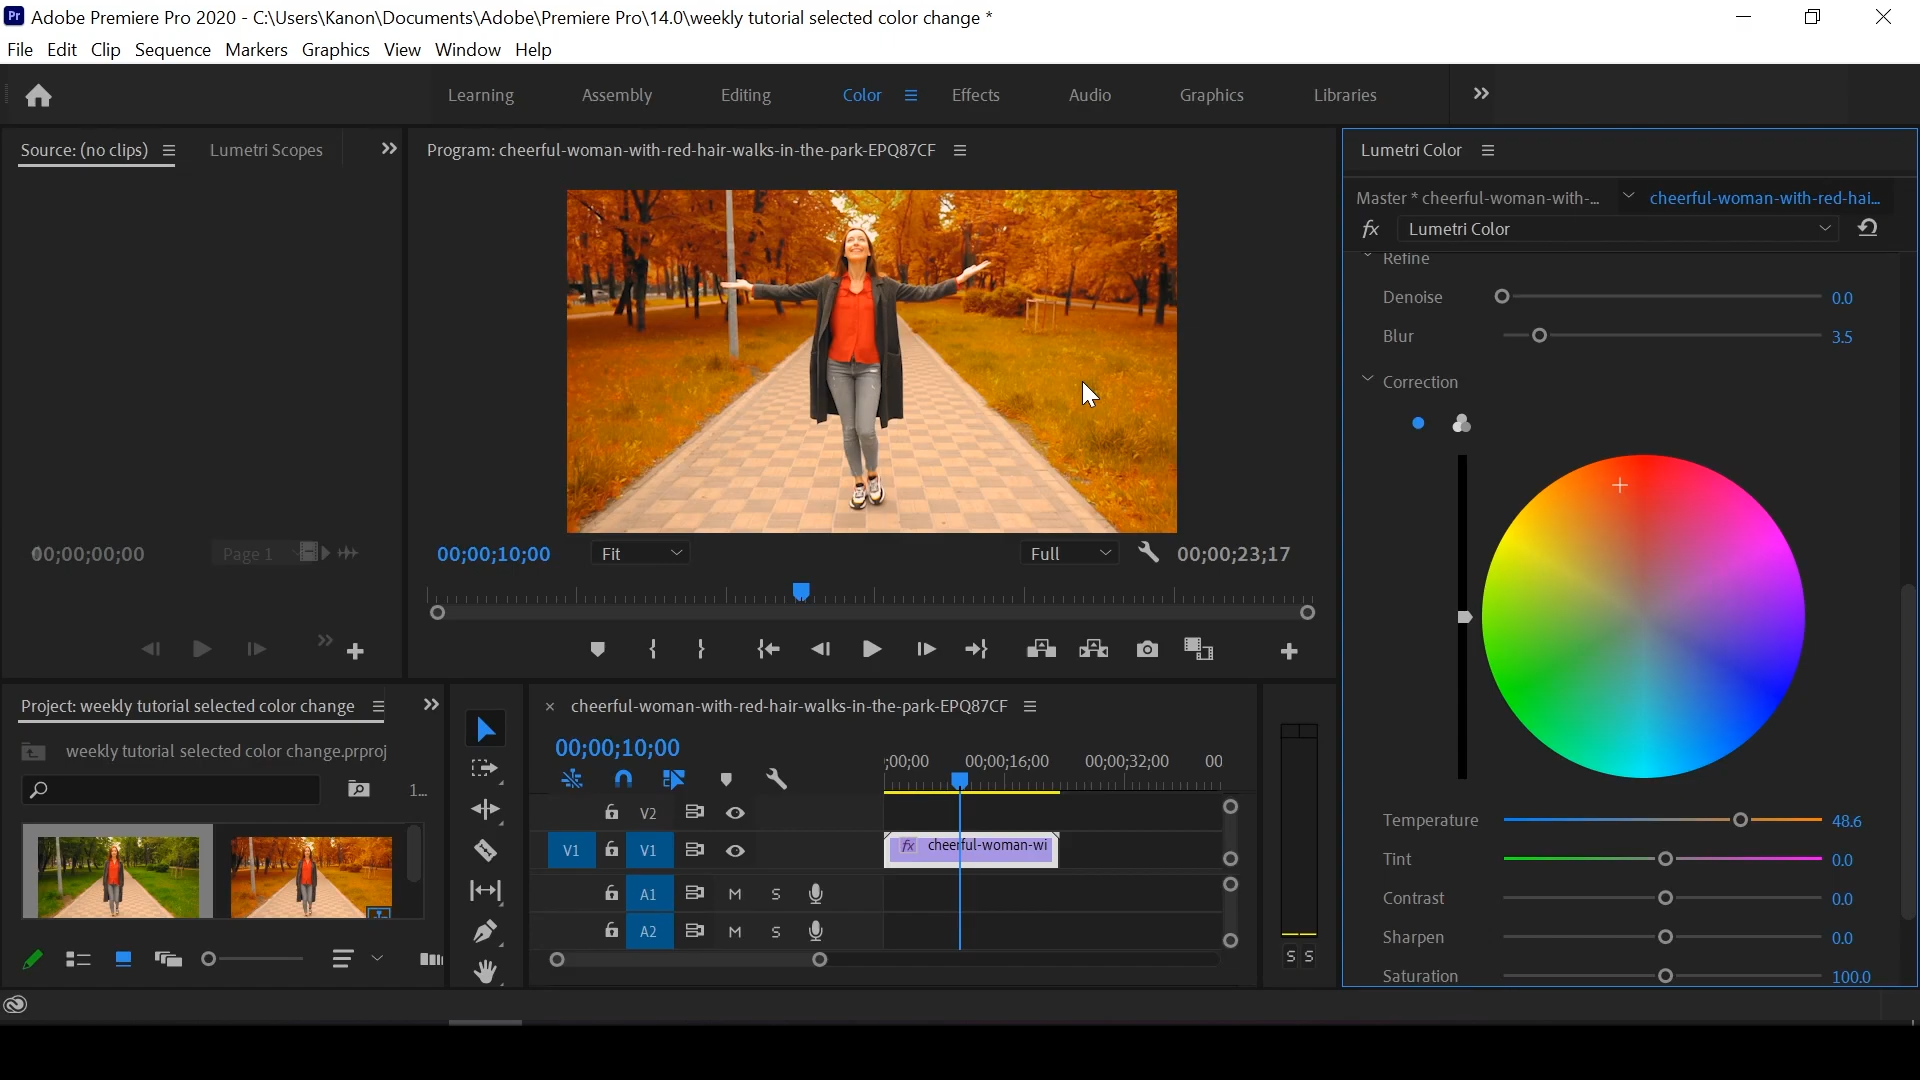 Pr Adobe Premiere Pro 2020 - C:\Users\Kanon\Documents\Adobe\Premiere Pro\14.0\weekly tutorial selected color change *
File Edit Clip Sequence Markers Graphics View Window Help
Learning Assembly Editing Color Effects Audio Graphics Libraries
Source: (no clips) Lumetri Scopes
Program: cheerful-woman-with-red-hair-walks-in-the-park-EPQ87CF
Lumetri Color
Master * cheerful-woman-with-... cheerful-woman-with-red-hai...
fx Lumetri Color
Refine
Denoise 0.0
Blur 3.5
Correction
00;00;00;00 Page 1
00;00;10;00 Fit Full 00;00;23;17
Temperature 48.6
Tint 0.0
Contrast 0.0
Sharpen 0.0
Saturation 100.0
Project: weekly tutorial selected color change
weekly tutorial selected color change.prproj
1...
× cheerful-woman-with-red-hair-walks-in-the-park-EPQ87CF
00;00;10;00
;00;00 00;00;16;00 00;00;32;00 00
V2
V1 V1 fx cheerful-woman-wi
A1 M S
A2 M S
S S